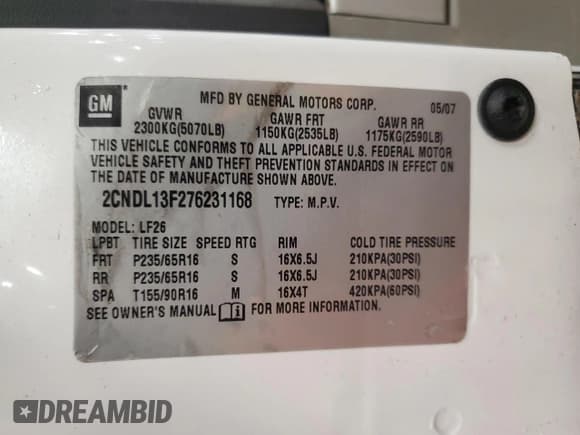 GM
MFD BY GENERAL MOTORS CORP. 05/07
GVWR GAWR FRT GAWR RR
2300KG(5070LB) 1150KG(2535LB) 1175KG(2590LB)
THIS VEHICLE CONFORMS TO ALL APPLICABLE U.S. FEDERAL MOTOR
VEHICLE SAFETY AND THEFT PREVENTION STANDARDS IN EFFECT ON
THE DATE OF MANUFACTURE SHOWN ABOVE.
2CNDL13F276231168 TYPE: M.P.V.
MODEL: LF26
LPBT TIRE SIZE SPEED RTG RIM COLD TIRE PRESSURE
FRT P235/65R16 S 16X6.5J 210KPA(30PSI)
RR P235/65R16 S 16X6.5J 210KPA(30PSI)
SPA T155/90R16 M 16X4T 420KPA(60PSI)
SEE OWNER'S MANUAL FOR MORE INFORMATION.
DREAMBID